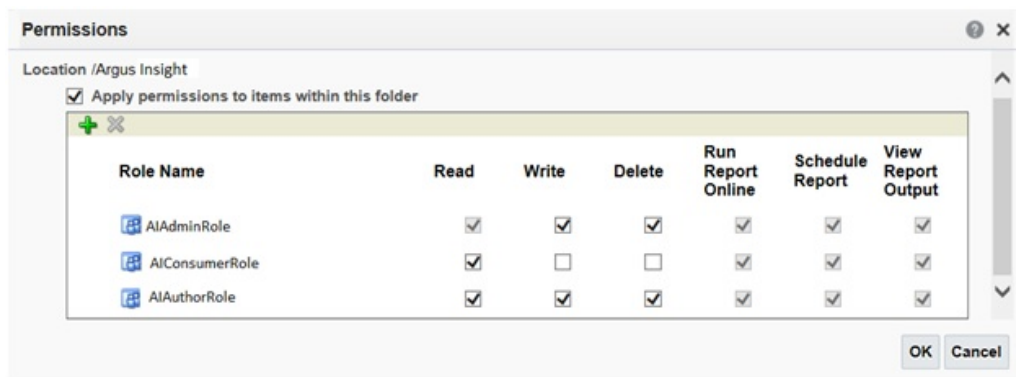 Permissions
Location /Argus Insight
Apply permissions to items within this folder
Role Name Read Write Delete Run Report Online Schedule Report View Report Output
AIAdminRole
AIConsumerRole
AIAuthorRole
OK Cancel